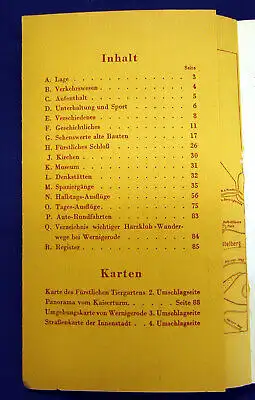 Inhalt
Seite
A. Lage . . . . . . . . . . . 3
B. Verkehrswesen . . . . . . . . 4
C. Aufenthalt . . . . . . . . . 5
D. Unterhaltung und Sport . . . . . 6
E. Verschiedenes . . . . . . . . 8
F. Geschichtliches . . . . . . . . 11
G. Sehenswerte alte Bauten . . . . . 17
H. Fürstliches Schloß . . . . . . . 26
J. Kirchen . . . . . . . . . . 30
K. Museum . . . . . . . . . . 31
L. Denkstätten . . . . . . . . . 32
M. Spaziergänge . . . . . . . . 35
N. Halbtags-Ausflüge . . . . . . . 56
O. Tages-Ausflüge . . . . . . . . 75
P. Auto-Rundfahrten . . . . . . . 83
Q. Verzeichnis wichtiger Harzklub-Wander-
wege bei Wernigerode . . . . . 84
R. Register . . . . . . . . . . 85
Karten
Karte des Fürstlichen Tiergartens 2. Umschlagseite
Panorama vom Kaiserturm. . . . Seite 88
Umgebungskarte von Wernigerode 3. Umschlagseite
Straßenkarte der Innenstadt . . 4. Umschlagseite